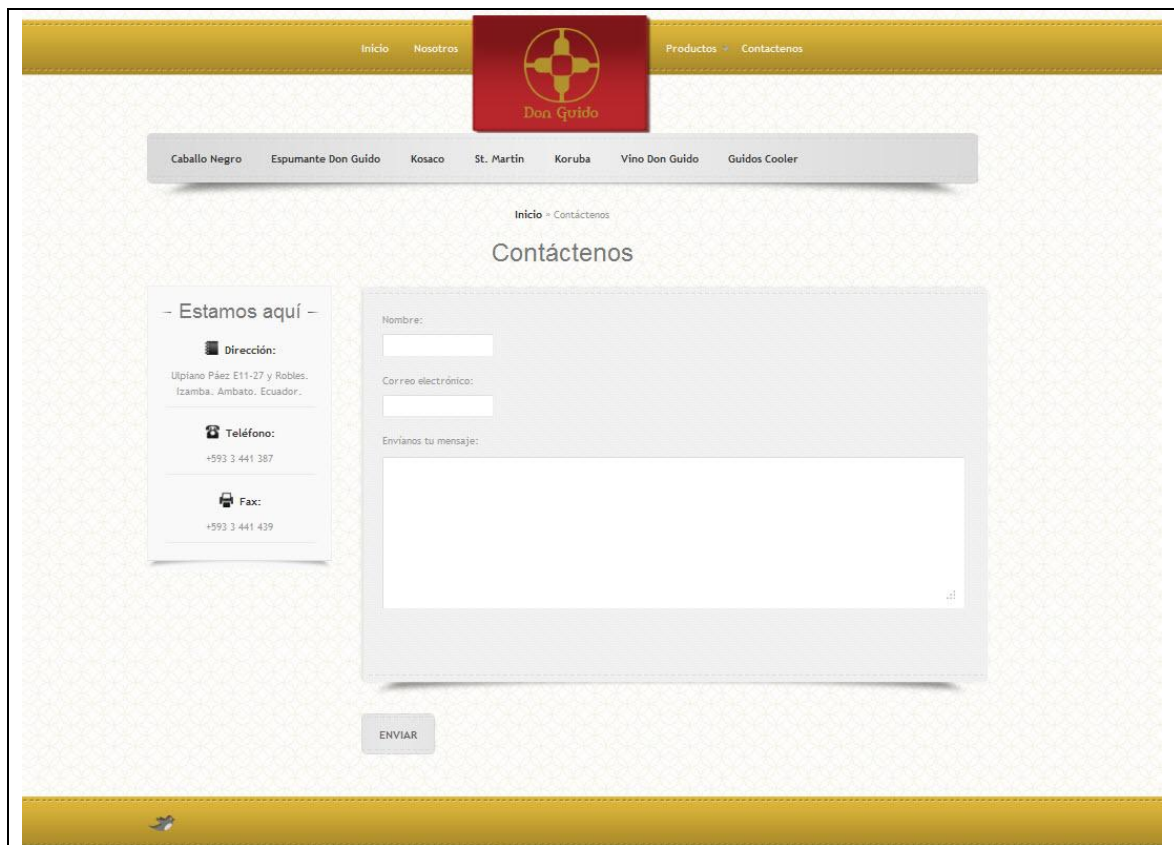 Inicio Nosotros Productos Contactenos
Don Guido
Caballo Negro Espumante Don Guido Kosaco St. Martin Koruba Vino Don Guido Guidos Cooler
Inicio » Contáctenos
Contáctenos
– Estamos aquí –
Dirección:
Ulpiano Páez E11-27 y Robles.
Izamba. Ambato. Ecuador.
Teléfono:
+593 3 441 387
Fax:
+593 3 441 439
Nombre:
Correo electrónico:
Envíanos tu mensaje:
ENVIAR